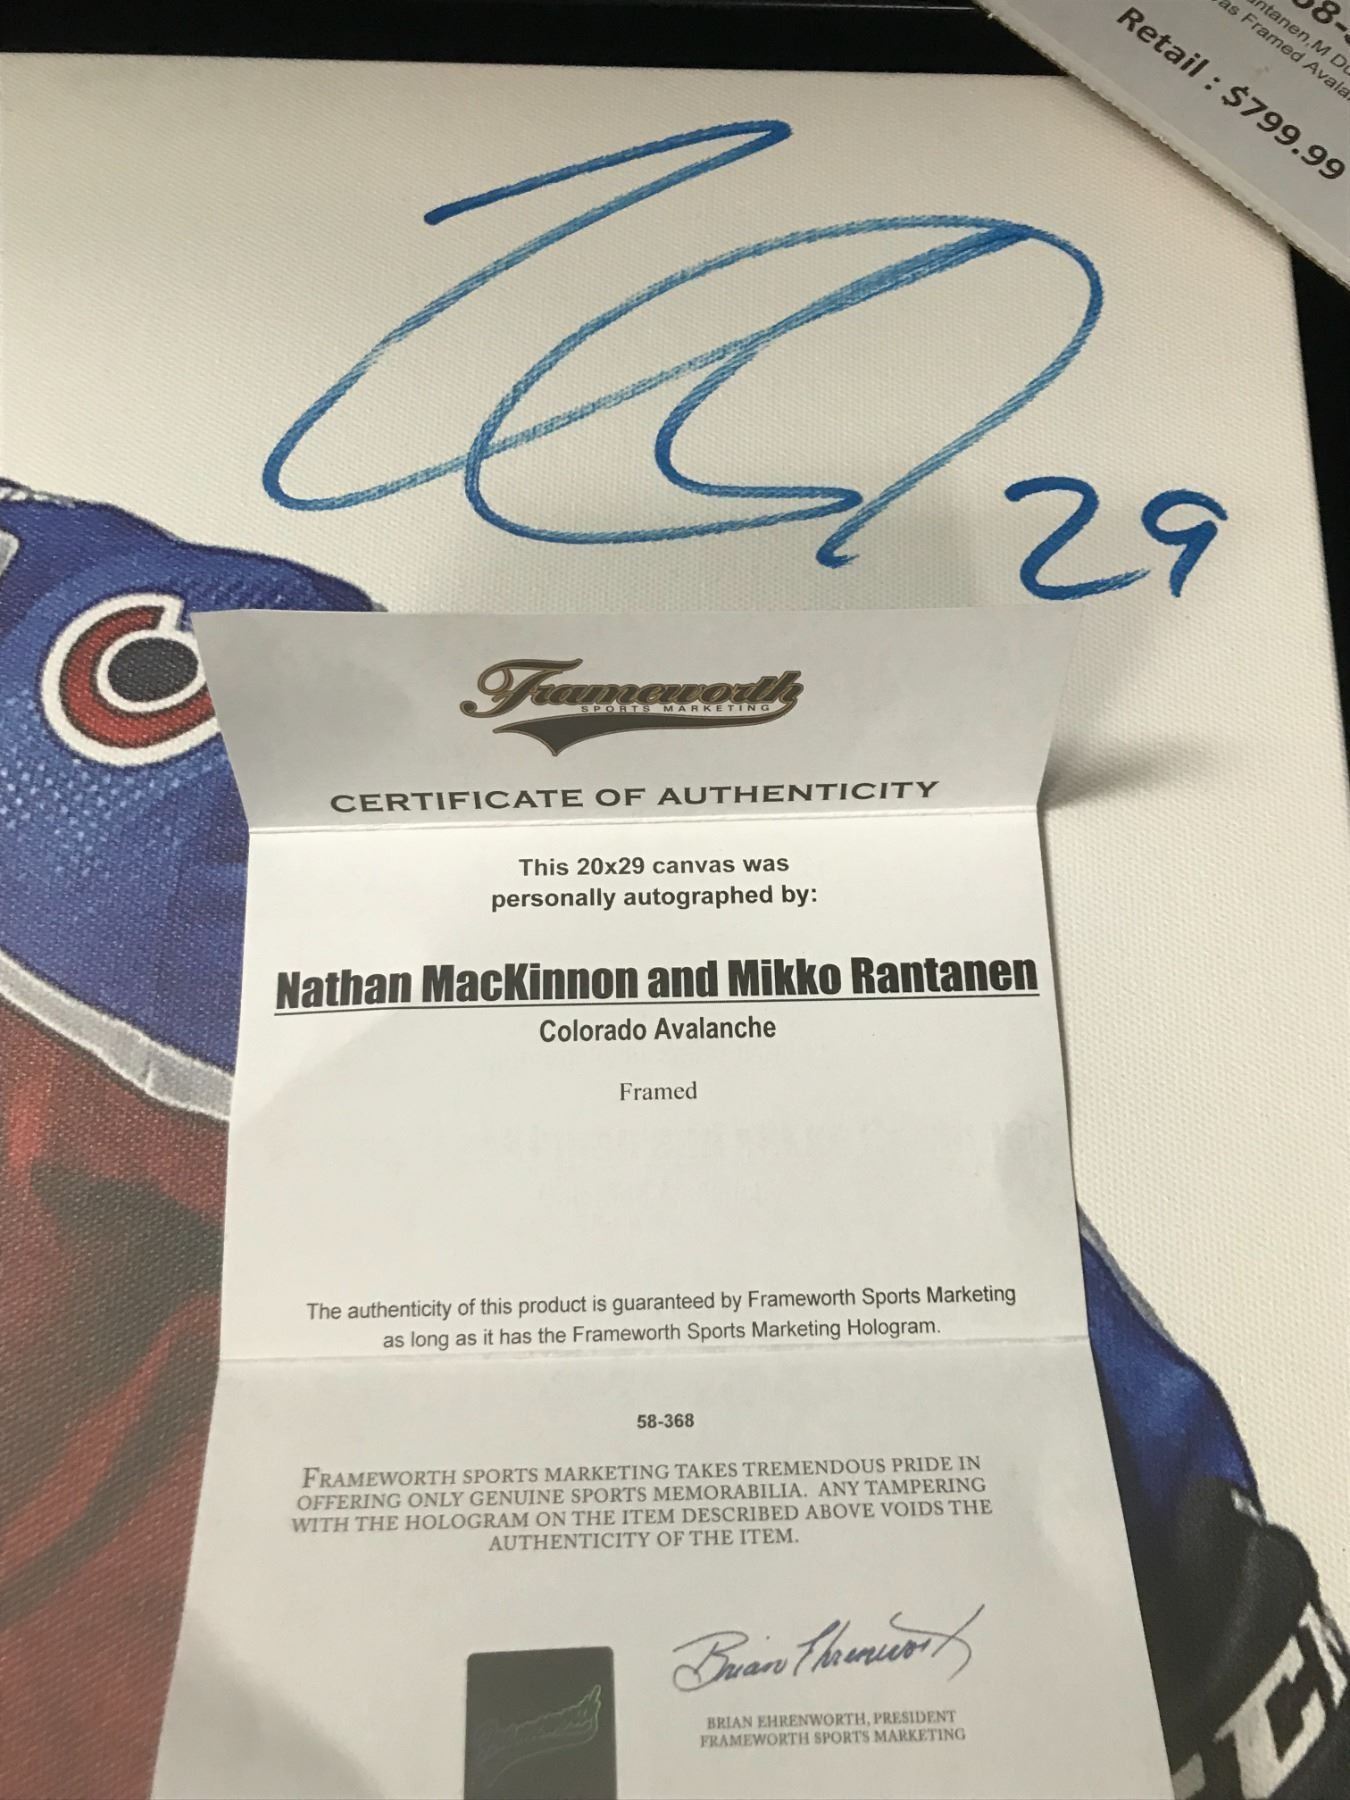 Retail : $799.99
29
Frameworth
SPORTS MARKETING
CERTIFICATE OF AUTHENTICITY
This 20x29 canvas was
personally autographed by:
Nathan MacKinnon and Mikko Rantanen
Colorado Avalanche
Framed
The authenticity of this product is guaranteed by Frameworth Sports Marketing
as long as it has the Frameworth Sports Marketing Hologram.
58-368
FRAMEWORTH SPORTS MARKETING TAKES TREMENDOUS PRIDE IN
OFFERING ONLY GENUINE SPORTS MEMORABILIA. ANY TAMPERING
WITH THE HOLOGRAM ON THE ITEM DESCRIBED ABOVE VOIDS THE
AUTHENTICITY OF THE ITEM.
Brian Ehrenworth
BRIAN EHRENWORTH, PRESIDENT
FRAMEWORTH SPORTS MARKETING